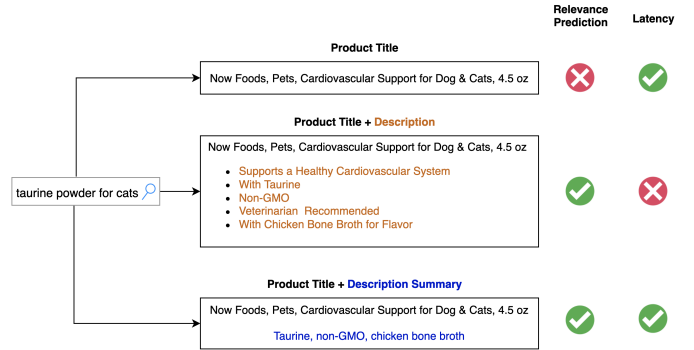 Relevance
Prediction
Latency
Product Title
Now Foods, Pets, Cardiovascular Support for Dog & Cats, 4.5 oz
Product Title + Description
Now Foods, Pets, Cardiovascular Support for Dog & Cats, 4.5 oz
• Supports a Healthy Cardiovascular System
• With Taurine
• Non-GMO
• Veterinarian Recommended
• With Chicken Bone Broth for Flavor
taurine powder for cats
Product Title + Description Summary
Now Foods, Pets, Cardiovascular Support for Dog & Cats, 4.5 oz
Taurine, non-GMO, chicken bone broth